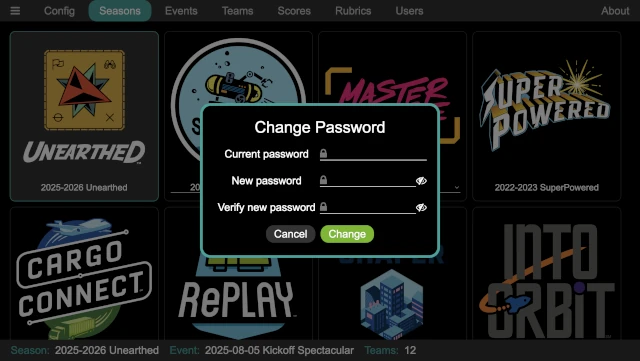 Config Seasons Events Teams Scores Rubrics Users About
UNEARTHED
MASTER
SUPER
POWERED
2025-2026 Unearthed
20
2022-2023 SuperPowered
Change Password
Current password
New password
Verify new password
Cancel Change
CARGO
CONNECT
RePLAY
INTO
ORBIT
Season: 2025-2026 Unearthed Event: 2025-08-05 Kickoff Spectacular Teams: 12